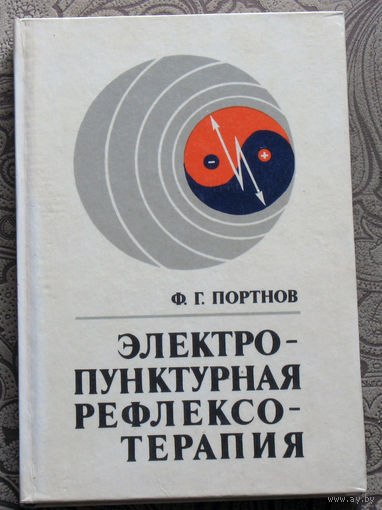 Ф. Г. ПОРТНОВ
ЭЛЕКТРО-
ПУНКТУРНАЯ
РЕФЛЕКСО-
ТЕРАПИЯ
www.ay.by